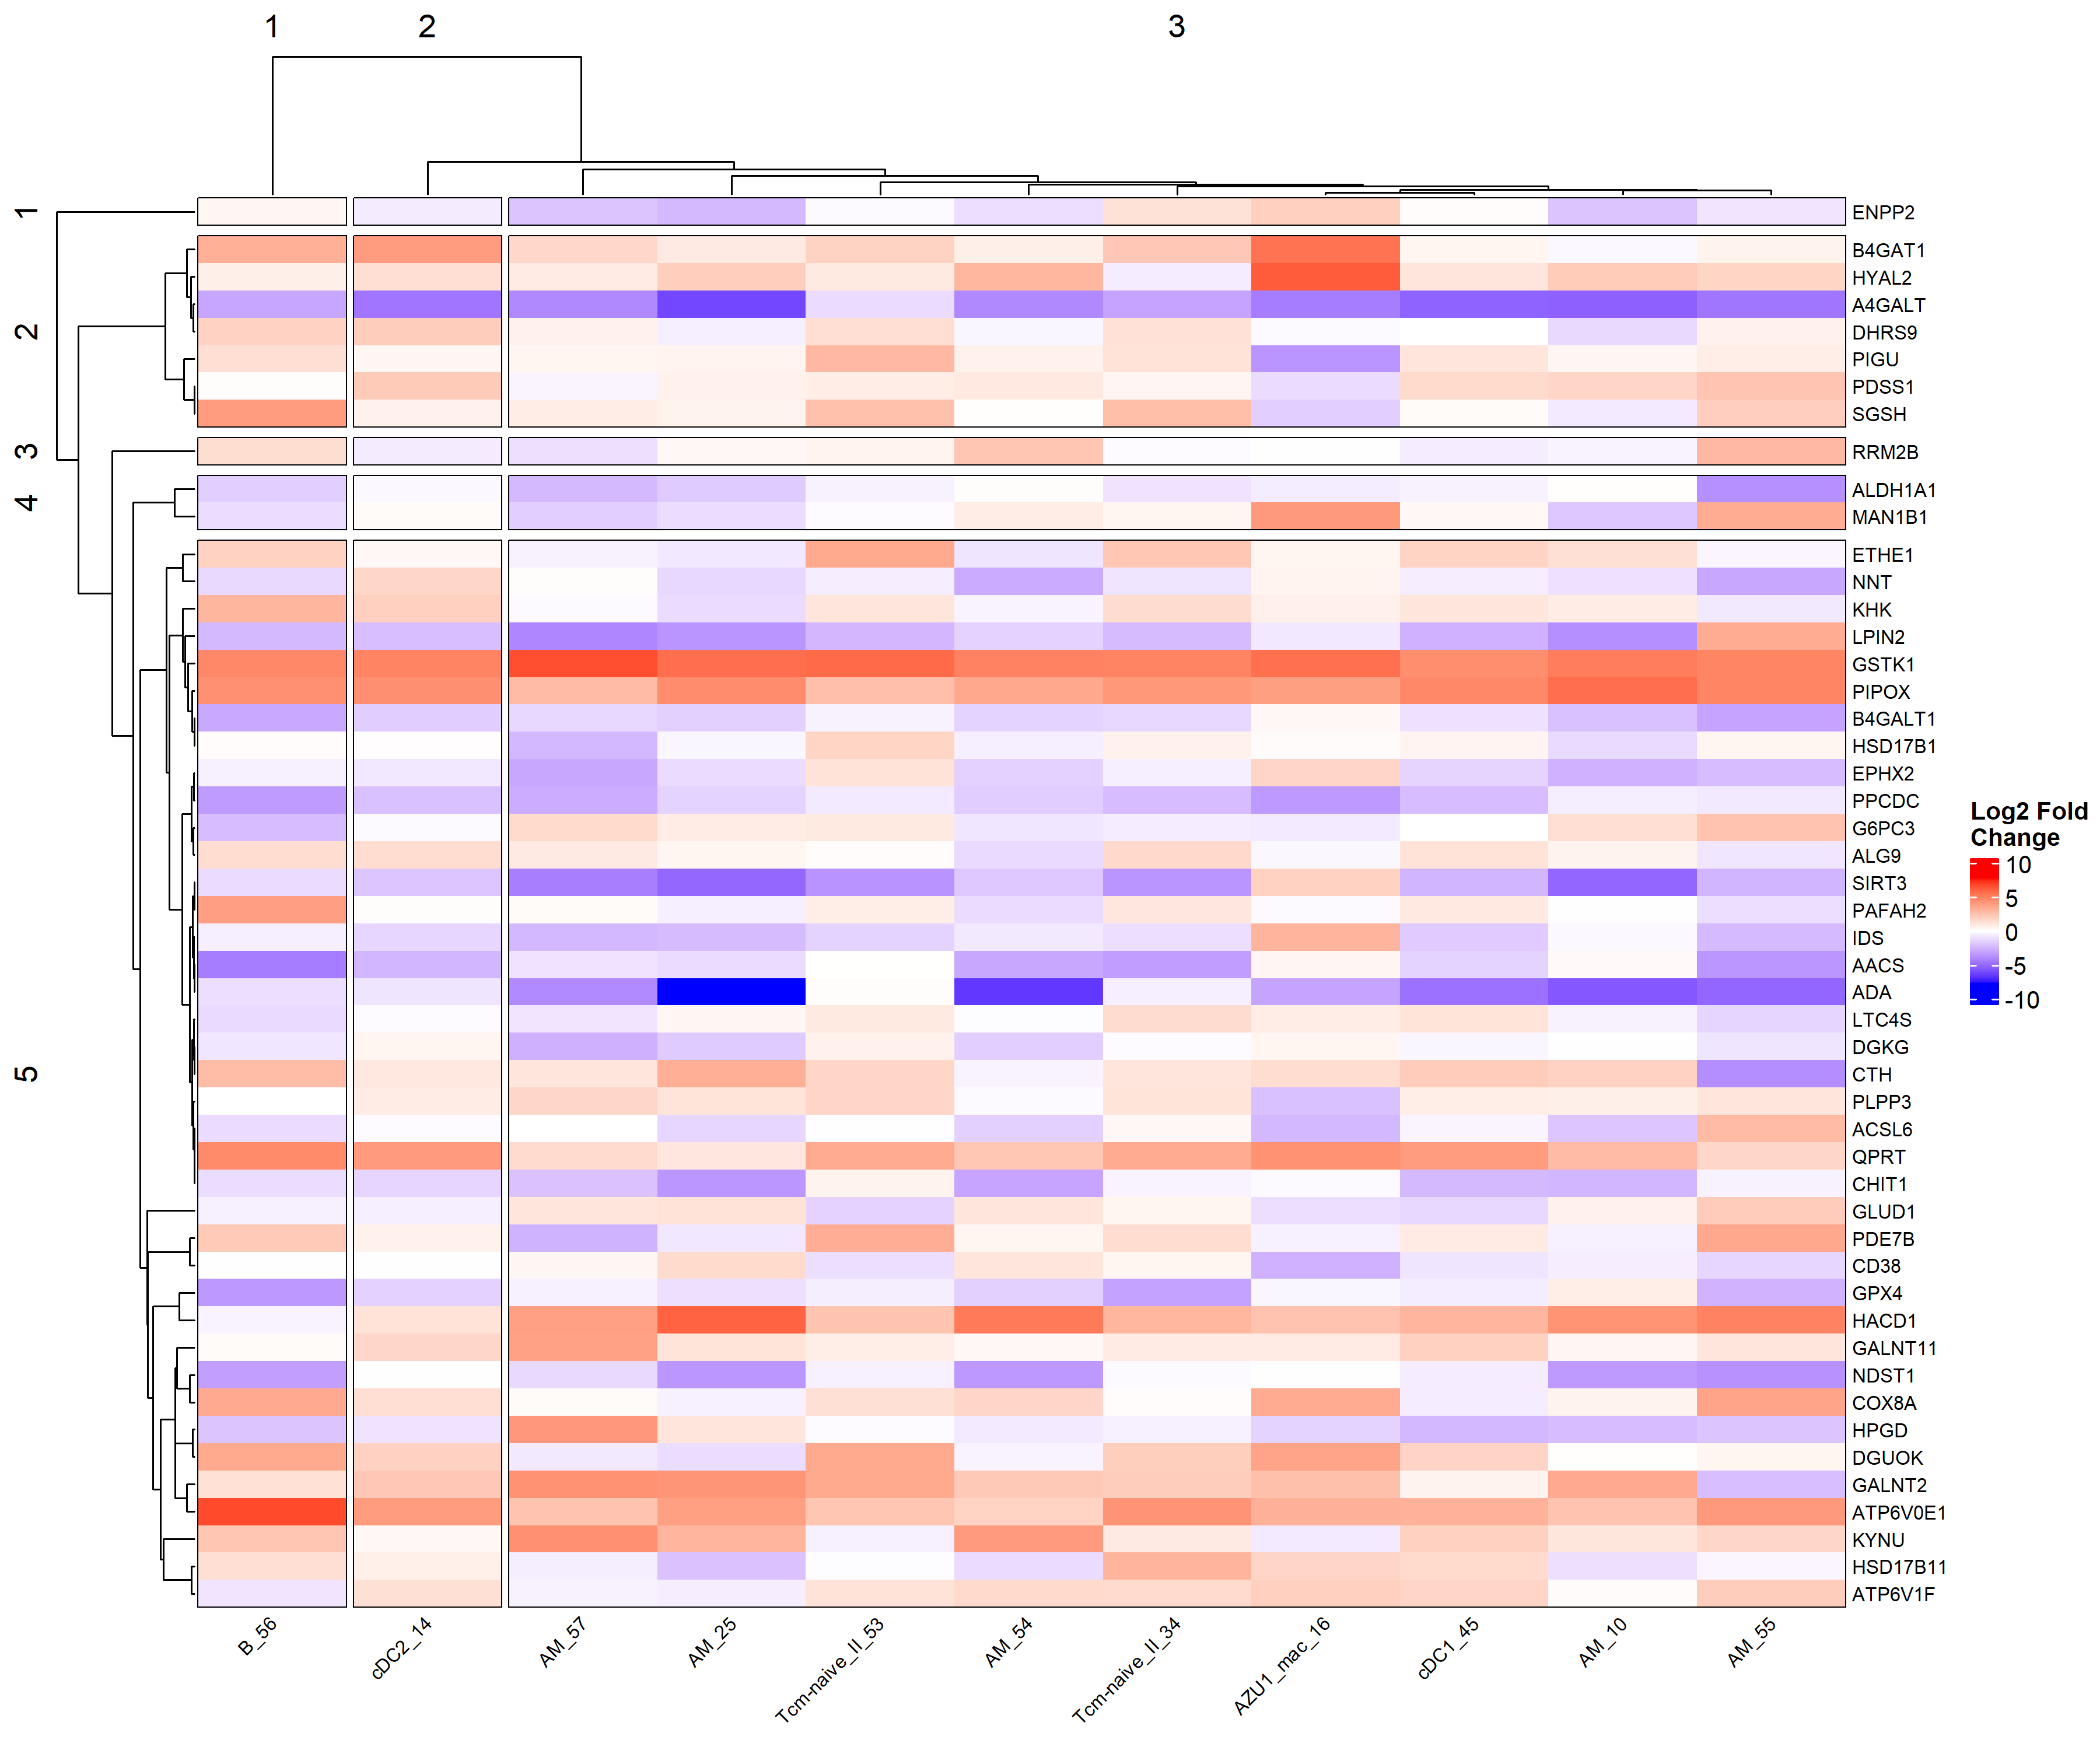 1 2 3
1
2
3
4
5
ENPP2
B4GAT1
HYAL2
A4GALT
DHRS9
PIGU
PDSS1
SGSH
RRM2B
ALDH1A1
MAN1B1
ETHE1
NNT
KHK
LPIN2
GSTK1
PIPOX
B4GALT1
HSD17B1
EPHX2
PPCDC
G6PC3
ALG9
SIRT3
PAFAH2
IDS
AACS
ADA
LTC4S
DGKG
CTH
PLPP3
ACSL6
QPRT
CHIT1
GLUD1
PDE7B
CD38
GPX4
HACD1
GALNT11
NDST1
COX8A
HPGD
DGUOK
GALNT2
ATP6V0E1
KYNU
HSD17B11
ATP6V1F
B_56
cDC2_14
AM_57
AM_25
Tcm-naive_II_53
AM_54
Tcm-naive_II_34
AZU1_mac_16
cDC1_45
AM_10
AM_55
Log2 Fold
Change
10
5
0
-5
-10